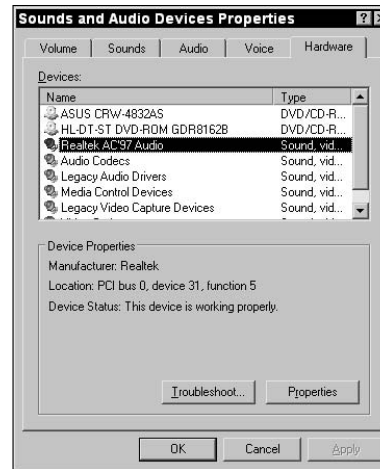 Sounds and Audio Devices Properties
Volume Sounds Audio Voice Hardware
Devices:
Name Type
ASUS CRW-4832AS DVD/CD-R...
HL-DT-ST DVD-ROM GDR8162B DVD/CD-R...
Realtek AC'97 Audio Sound, vid...
Audio Codecs Sound, vid...
Legacy Audio Drivers Sound, vid...
Media Control Devices Sound, vid...
Legacy Video Capture Devices Sound, vid...
Device Properties
Manufacturer: Realtek
Location: PCI bus 0, device 31, function 5
Device Status: This device is working properly.
Troubleshoot... Properties
OK Cancel Apply